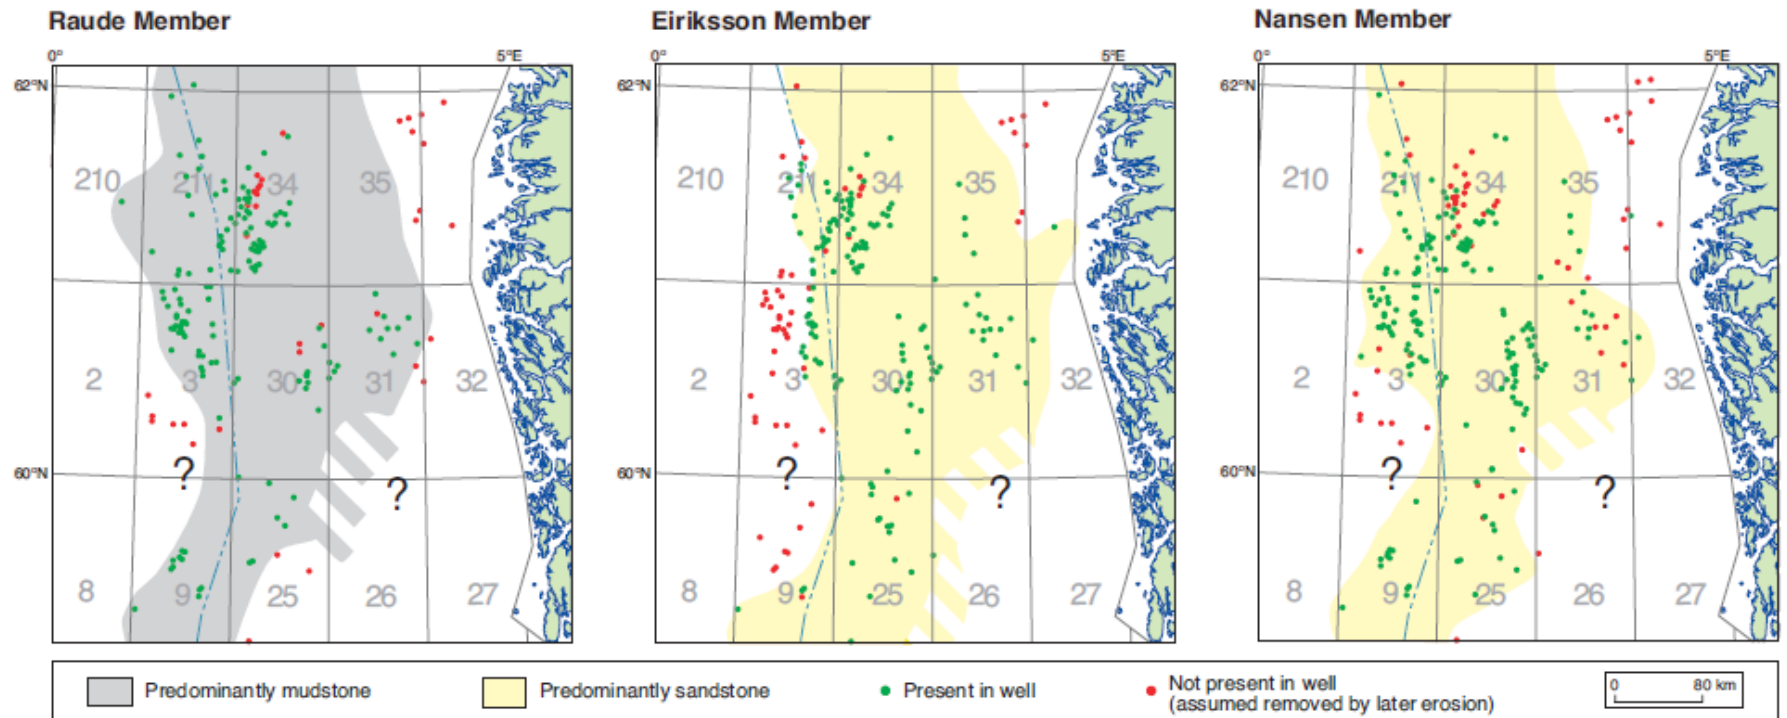 Raude Member
Eiriksson Member
Nansen Member
0°
5°E
0°
5°E
0°
5°E
62°N
62°N
62°N
210
211
34
35
210
211
34
35
210
211
34
35
2
3
30
31
32
2
3
30
31
32
2
3
30
31
32
60°N
?
?
60°N
?
?
60°N
?
?
8
9
25
26
27
8
9
25
26
27
8
9
25
26
27
Predominantly mudstone
Predominantly sandstone
Present in well
Not present in well
(assumed removed by later erosion)
0
80 km